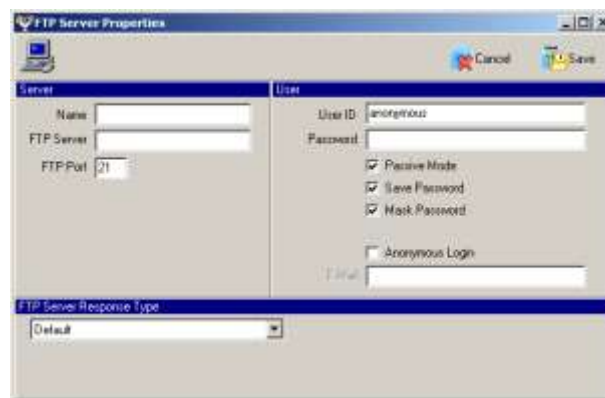 FTP Server Properties
Cancel
Save
Server
User
Name
User ID
anonymous
FTP Server
Password
FTP Port
21
Passive Mode
Save Password
Mask Password
Anonymous Login
E-Mail
FTP Server Response Type
Default